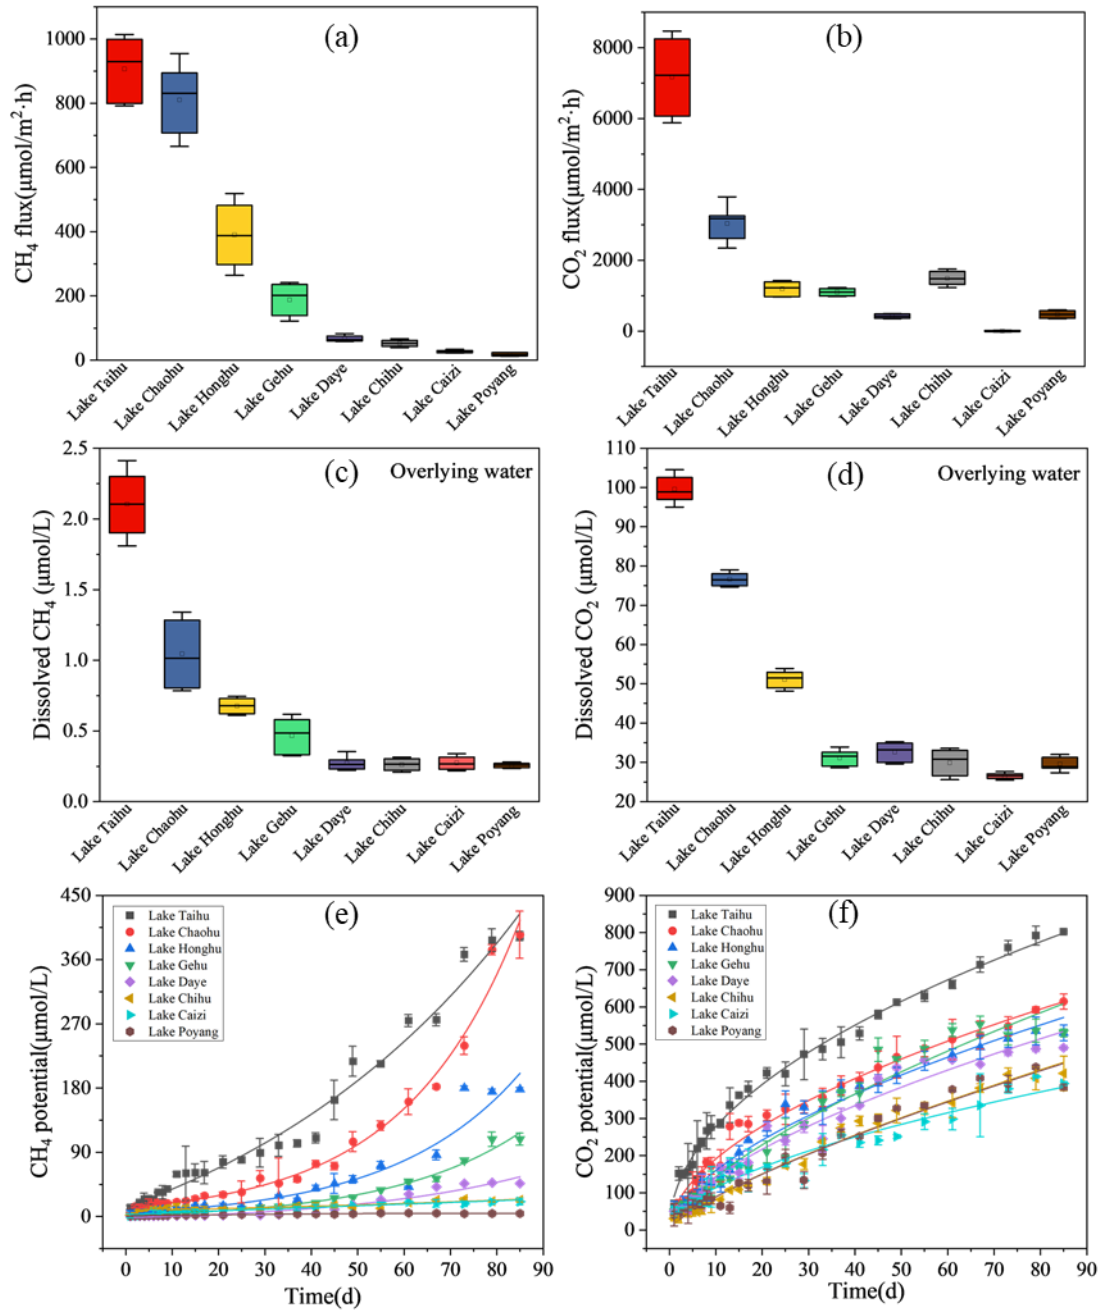 (a)
CH₄ flux(μmol/m²·h)
1000
800
600
400
200
0
Lake Taihu
Lake Chaohu
Lake Honghu
Lake Gehu
Lake Daye
Lake Chihu
Lake Caizi
Lake Poyang
(b)
CO₂ flux(μmol/m²·h)
8000
6000
4000
2000
0
Lake Taihu
Lake Chaohu
Lake Honghu
Lake Gehu
Lake Daye
Lake Chihu
Lake Caizi
Lake Poyang
(c)
Overlying water
Dissolved CH₄ (μmol/L)
2.5
2.0
1.5
1.0
0.5
0.0
Lake Taihu
Lake Chaohu
Lake Honghu
Lake Gehu
Lake Daye
Lake Chihu
Lake Caizi
Lake Poyang
(d)
Overlying water
Dissolved CO₂ (μmol/L)
110
100
90
80
70
60
50
40
30
20
Lake Taihu
Lake Chaohu
Lake Honghu
Lake Gehu
Lake Daye
Lake Chihu
Lake Caizi
Lake Poyang
(e)
CH₄ potential(μmol/L)
450
360
270
180
90
0
Lake Taihu
Lake Chaohu
Lake Honghu
Lake Gehu
Lake Daye
Lake Chihu
Lake Caizi
Lake Poyang
0 10 20 30 40 50 60 70 80 90
Time(d)
(f)
CO₂ potential(μmol/L)
900
800
700
600
500
400
300
200
100
0
Lake Taihu
Lake Chaohu
Lake Honghu
Lake Gehu
Lake Daye
Lake Chihu
Lake Caizi
Lake Poyang
0 10 20 30 40 50 60 70 80 90
Time(d)